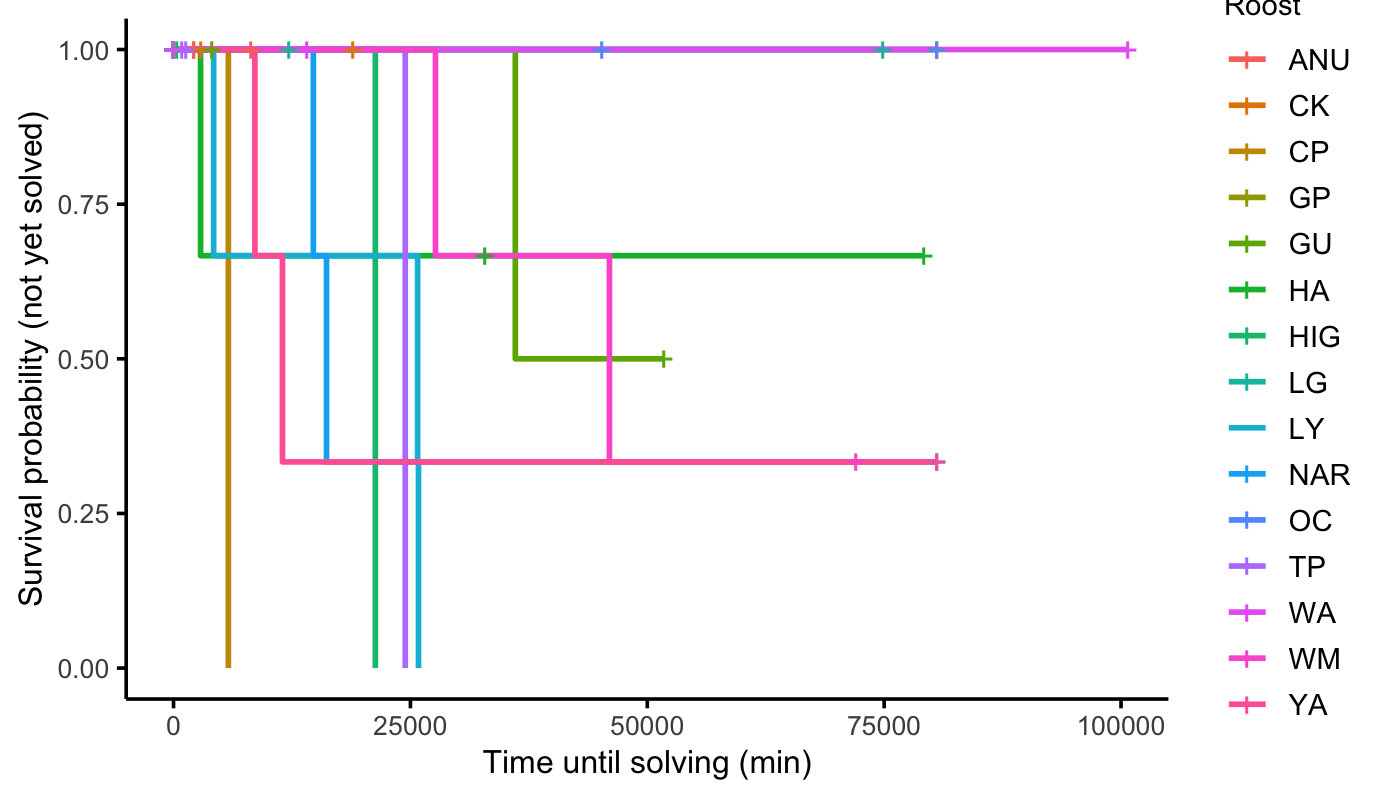 Roost
ANU
CK
CP
GP
GU
HA
HIG
LG
LY
NAR
OC
TP
WA
WM
YA
Survival probability (not yet solved)
1.00
0.75
0.50
0.25
0.00
0 25000 50000 75000 100000
Time until solving (min)